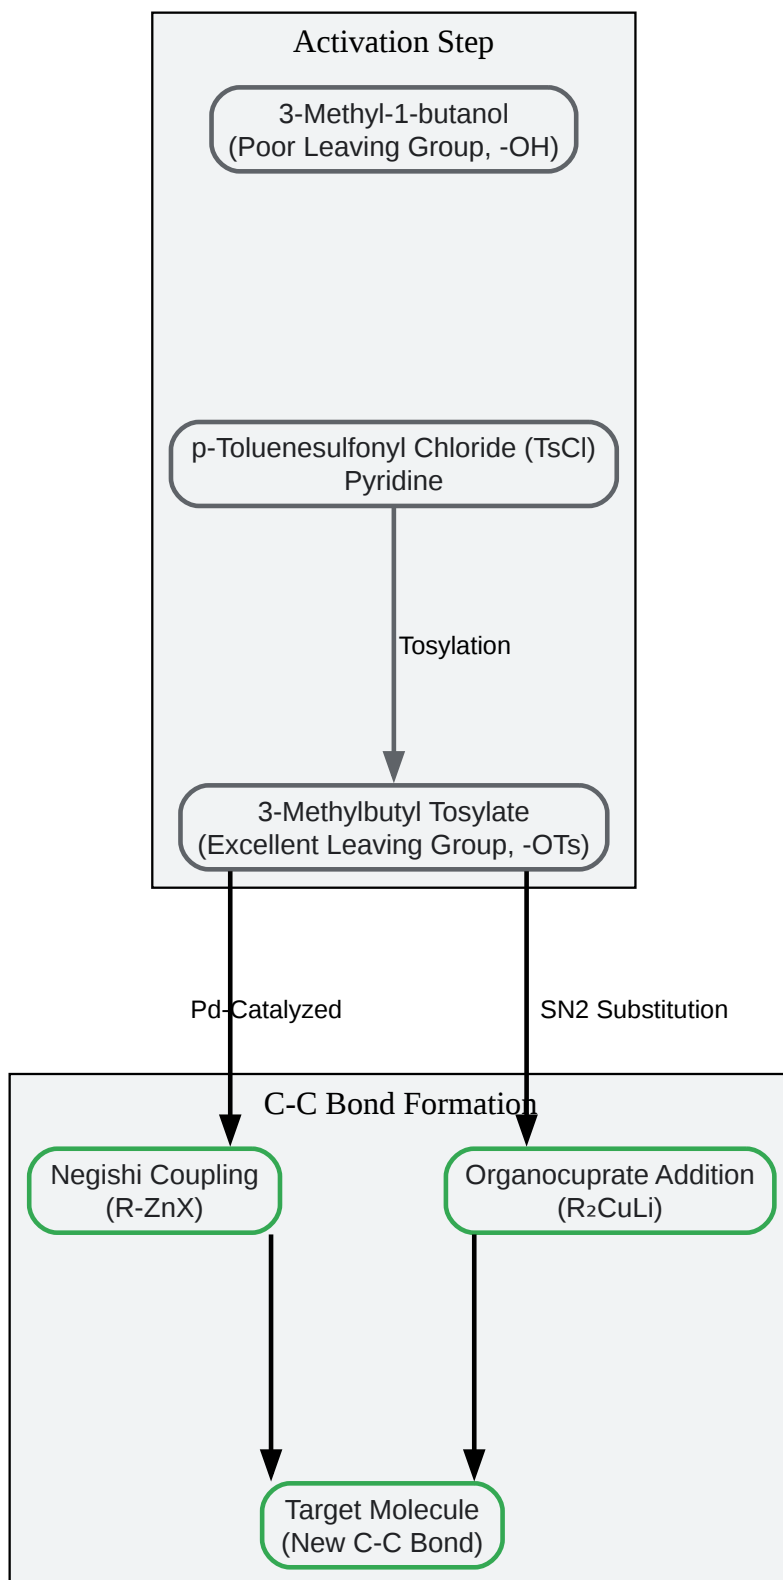 Activation Step
3-Methyl-1-butanol
(Poor Leaving Group, -OH)
p-Toluenesulfonyl Chloride (TsCl)
Pyridine
Tosylation
3-Methylbutyl Tosylate
(Excellent Leaving Group, -OTs)
Pd-Catalyzed
SN2 Substitution
C-C Bond Formation
Negishi Coupling
(R-ZnX)
Organocuprate Addition
(R₂CuLi)
Target Molecule
(New C-C Bond)